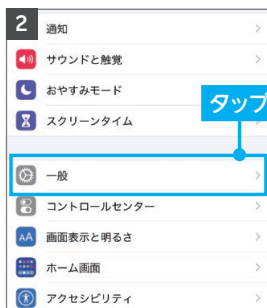 2
通知
サウンドと触覚
おやすみモード
タップ
スクリーンタイム
一般
コントロールセンター
AA 画面表示と明るさ
ホーム画面
アクセシビリティ